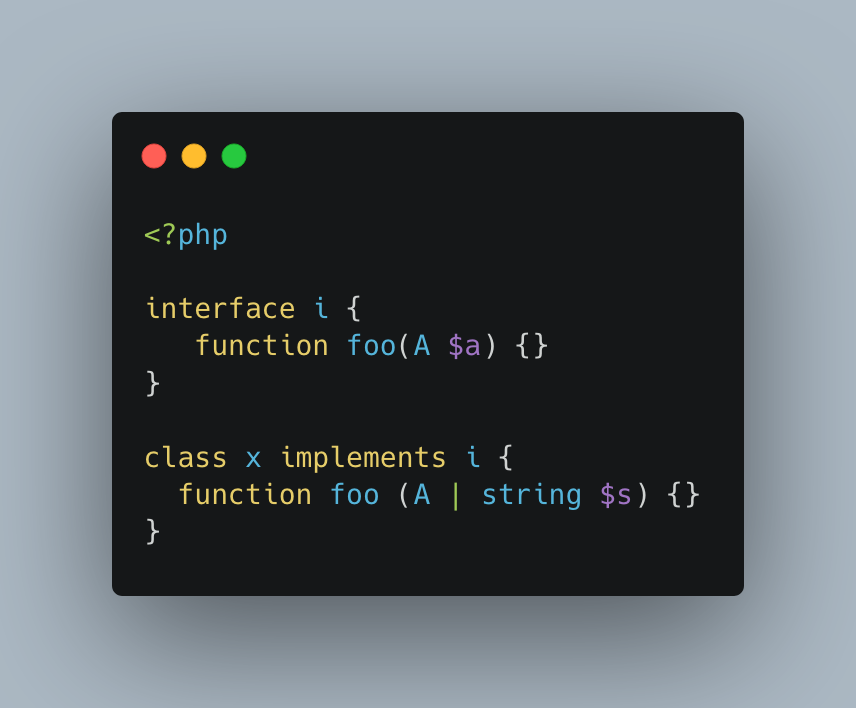 <?php
interface i {
   function foo(A $a) {}
}
class x implements i {
  function foo (A | string $s) {}
}